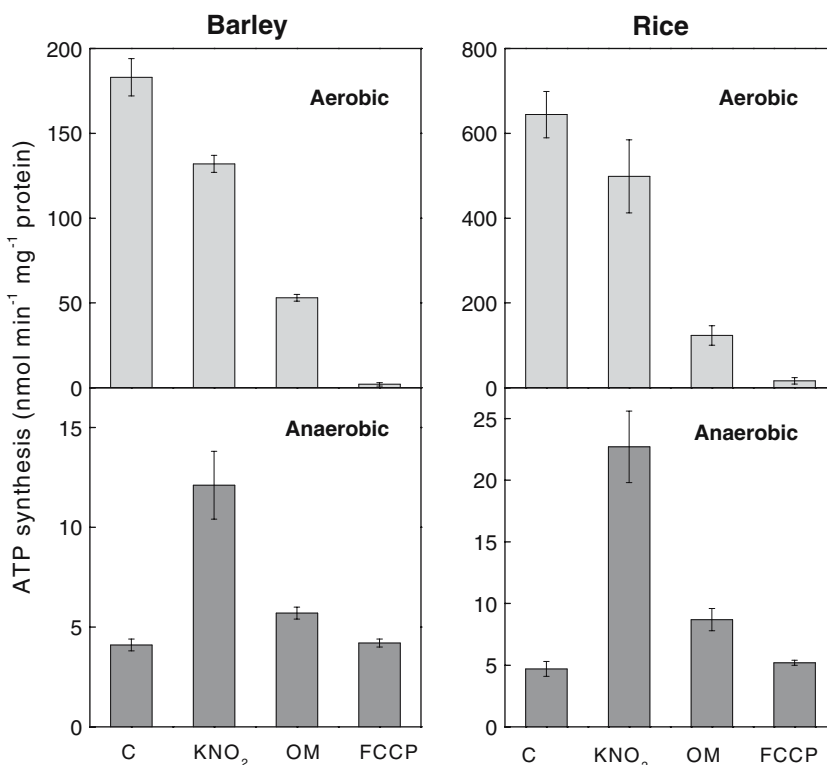 Barley
Rice
ATP synthesis (nmol min⁻¹ mg⁻¹ protein)
200
150
100
50
0
Aerobic
800
600
400
200
0
Aerobic
15
10
5
0
Anaerobic
25
20
15
10
5
0
Anaerobic
C KNO₂ OM FCCP
C KNO₂ OM FCCP